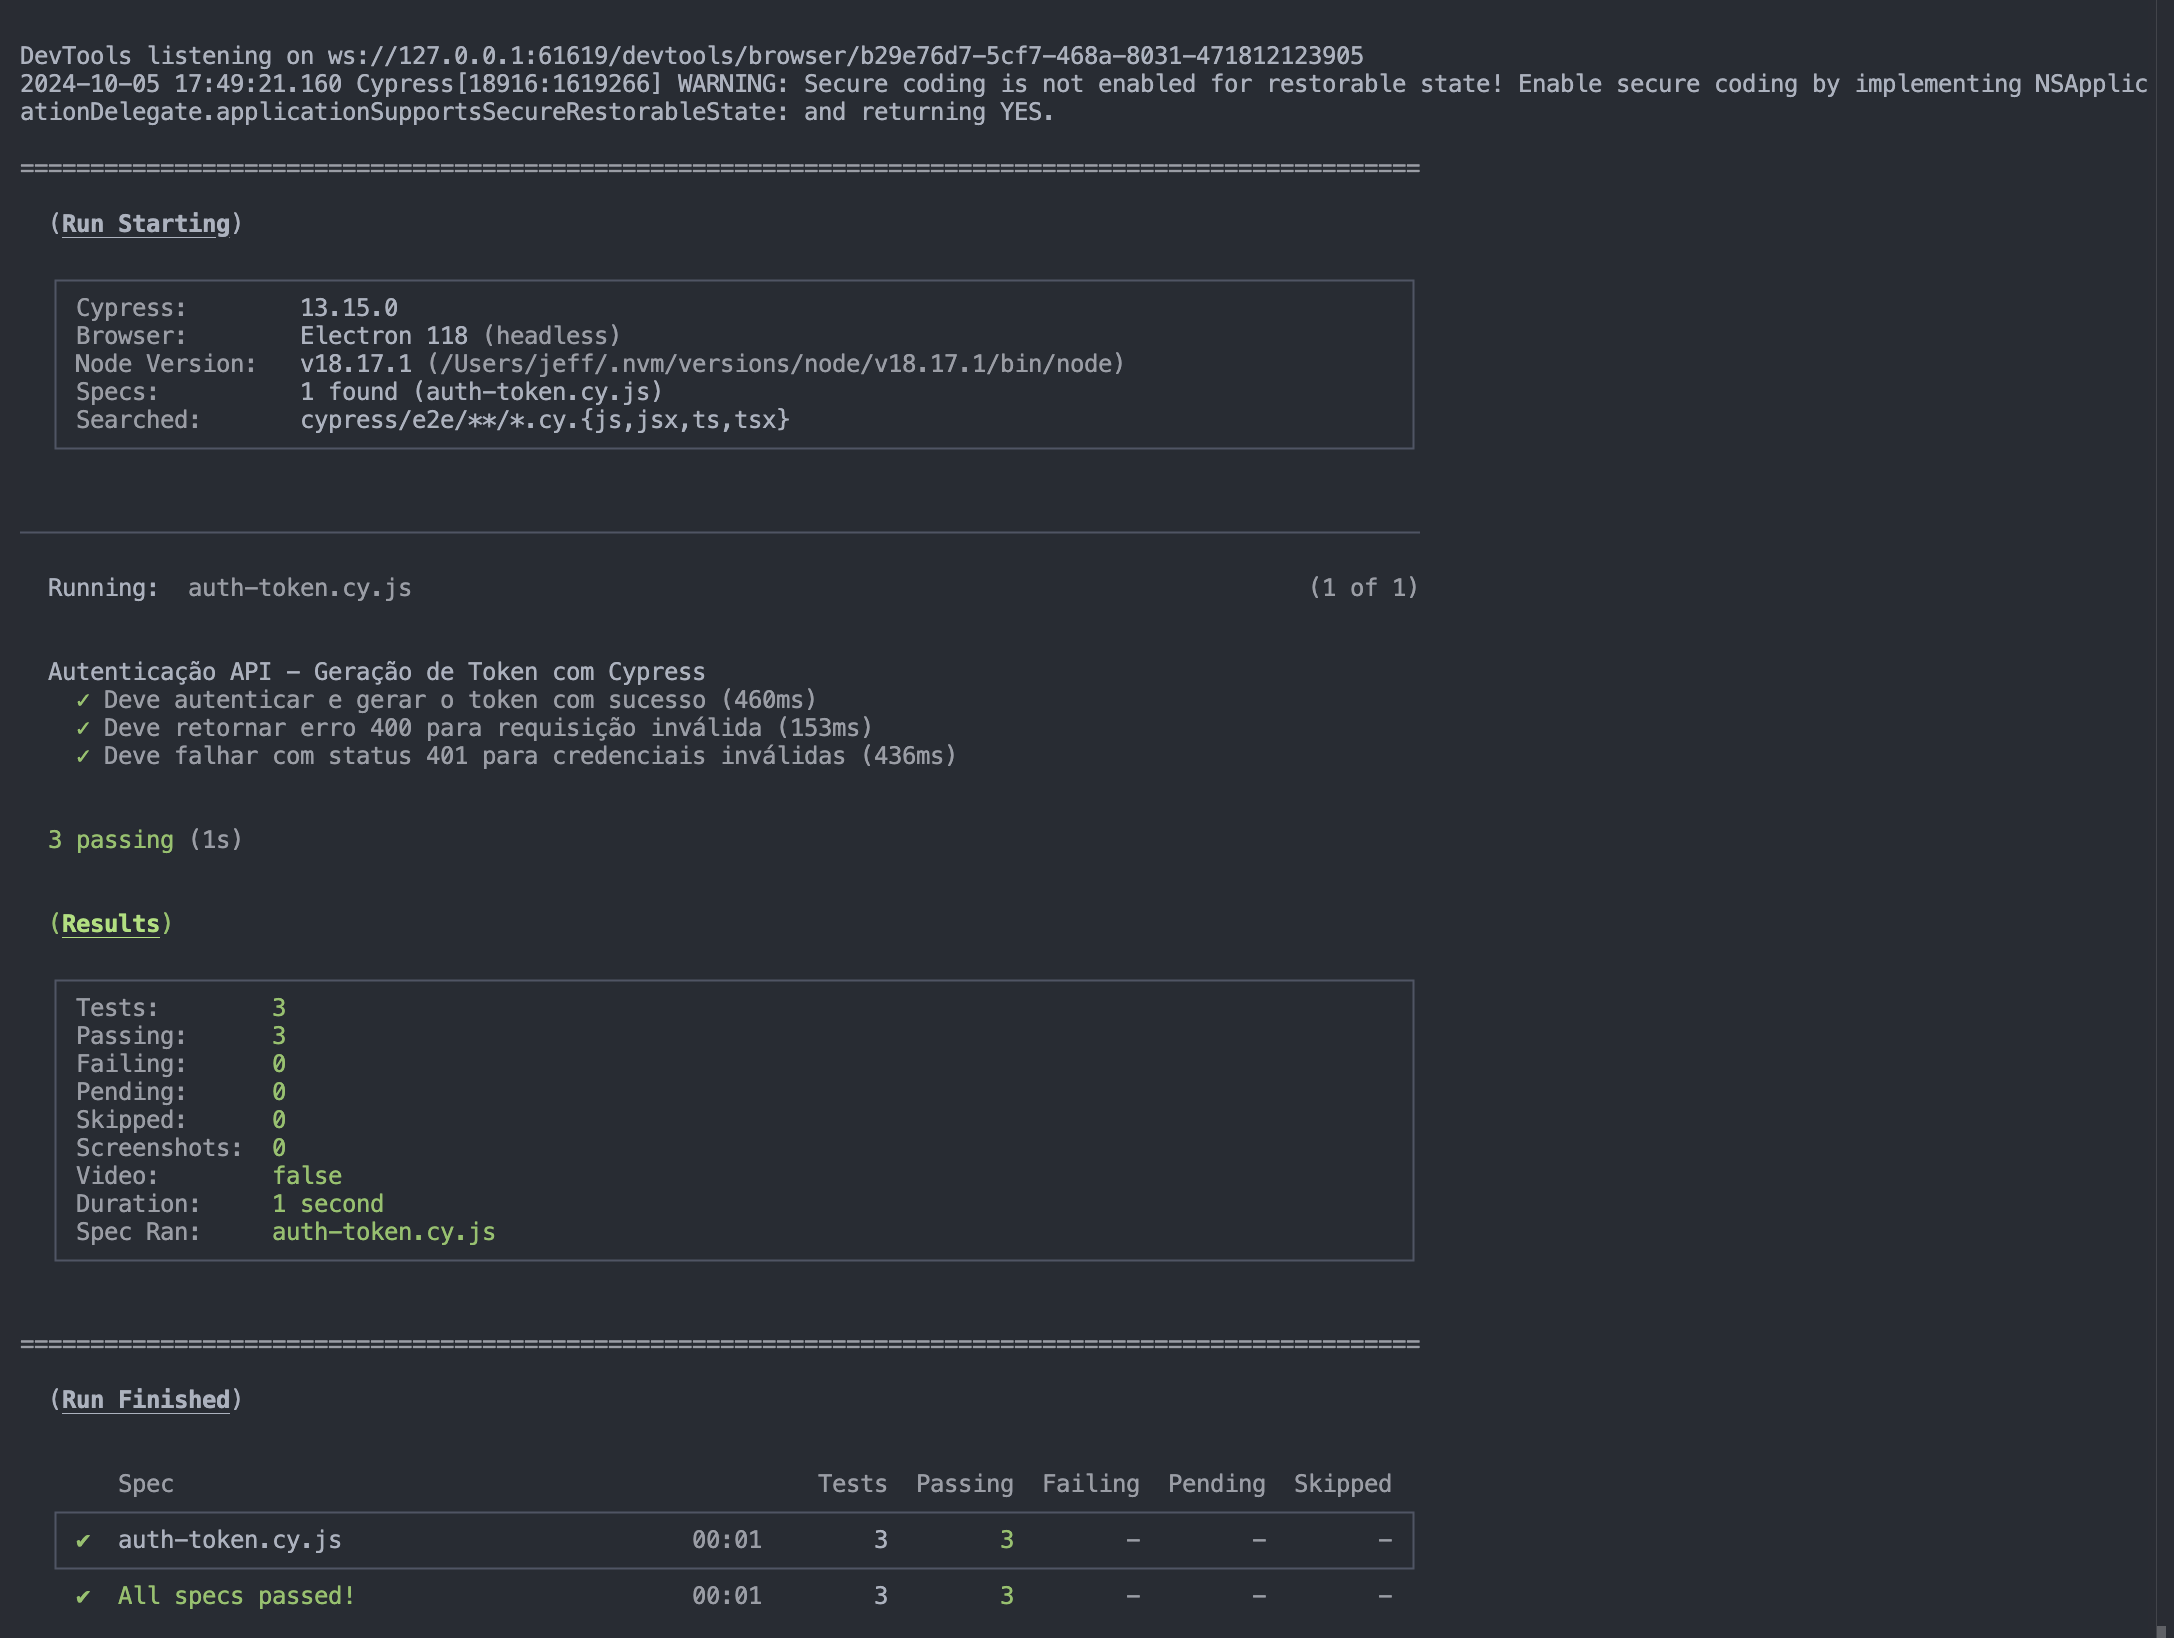 DevTools listening on ws://127.0.0.1:61619/devtools/browser/b29e76d7-5cf7-468a-8031-471812123905
2024-10-05 17:49:21.160 Cypress[18916:1619266] WARNING: Secure coding is not enabled for restorable state! Enable secure coding by implementing NSApplic
ationDelegate.applicationSupportsSecureRestorableState: and returning YES.
====================================================================================================
(Run Starting)
Cypress: 13.15.0
Browser: Electron 118 (headless)
Node Version: v18.17.1 (/Users/jeff/.nvm/versions/node/v18.17.1/bin/node)
Specs: 1 found (auth-token.cy.js)
Searched: cypress/e2e/**/*.cy.{js,jsx,ts,tsx}
Running: auth-token.cy.js (1 of 1)
Autenticação API – Geração de Token com Cypress
✓ Deve autenticar e gerar o token com sucesso (460ms)
✓ Deve retornar erro 400 para requisição inválida (153ms)
✓ Deve falhar com status 401 para credenciais inválidas (436ms)
3 passing (1s)
(Results)
Tests: 3
Passing: 3
Failing: 0
Pending: 0
Skipped: 0
Screenshots: 0
Video: false
Duration: 1 second
Spec Ran: auth-token.cy.js
====================================================================================================
(Run Finished)
Spec Tests Passing Failing Pending Skipped
✔ auth-token.cy.js 00:01 3 3 – – –
✔ All specs passed! 00:01 3 3 – – –